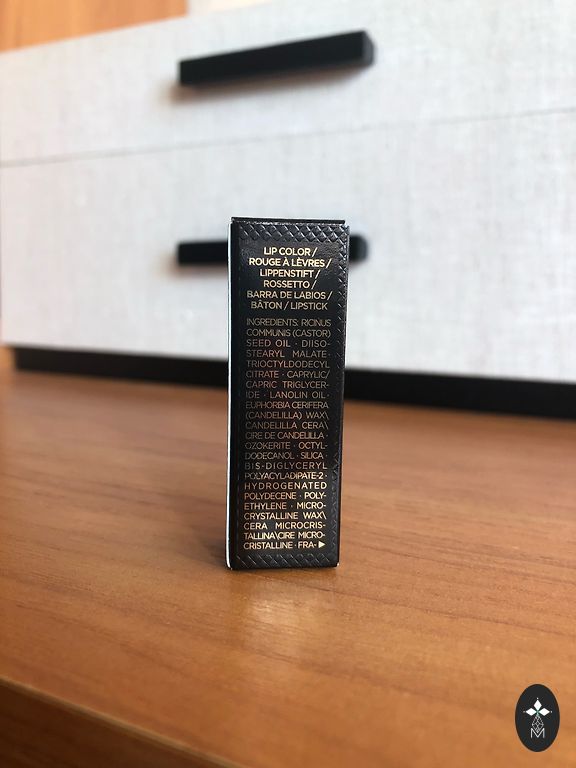 LIP COLOR /
ROUGE À LÈVRES /
LIPPENSTIFT /
ROSSETTO /
BARRA DE LABIOS /
BÂTON / LIPSTICK
INGREDIENTS: RICINUS
COMMUNIS (CASTOR)
SEED OIL · DIISO-
STEARYL MALATE ·
TRIOCTYLDODECYL
CITRATE · CAPRYLIC/
CAPRIC TRIGLYCER-
IDE · LANOLIN OIL ·
EUPHORBIA CERIFERA
(CANDELILLA) WAX\
CANDELILLA CERA\
CIRE DE CANDELILLA ·
OZOKERITE · OCTYL-
DODECANOL · SILICA ·
BIS-DIGLYCERYL
POLYACYLADIPATE-2 ·
HYDROGENATED
POLYDECENE · POLY-
ETHYLENE · MICRO-
CRYSTALLINE WAX\
CERA MICROCRIS-
TALLINA\CIRE MICRO-
CRISTALLINE · FRA- ▶
M